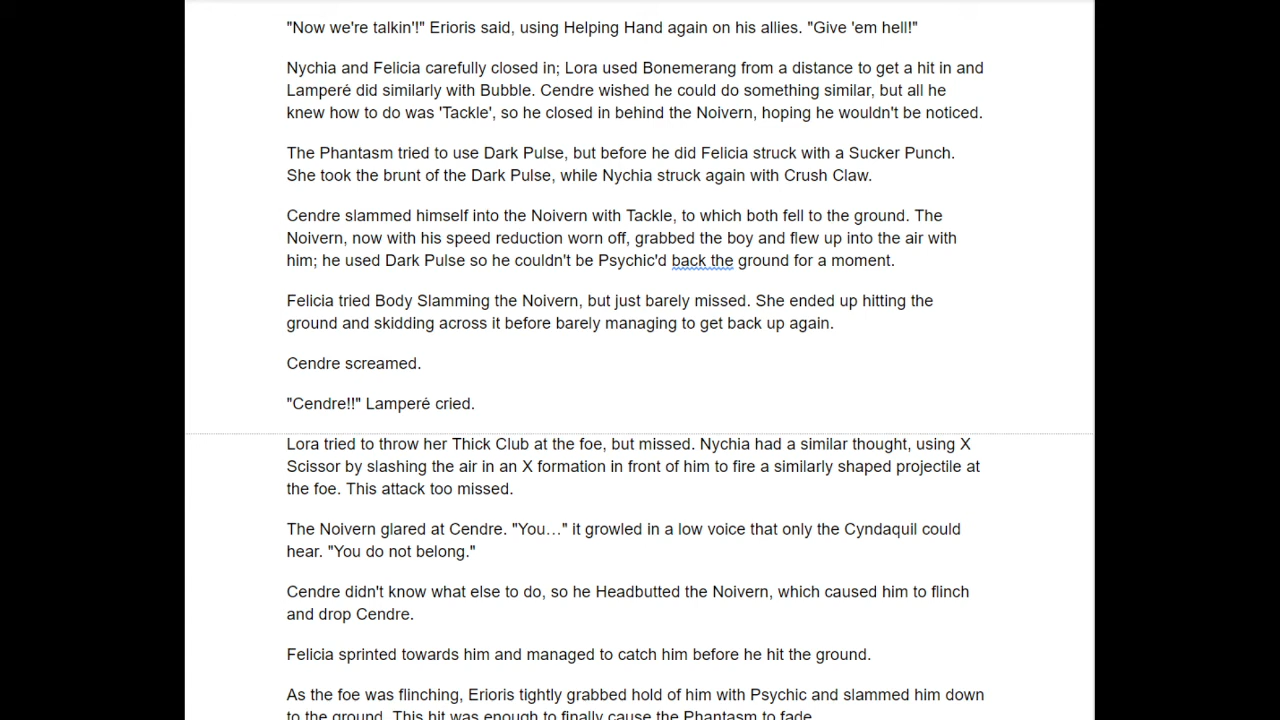 "Now we're talkin'!" Erioris said, using Helping Hand again on his allies. "Give 'em hell!"
Nychia and Felicia carefully closed in; Lora used Bonemerang from a distance to get a hit in and
Lamperé did similarly with Bubble. Cendre wished he could do something similar, but all he
knew how to do was 'Tackle', so he closed in behind the Noivern, hoping he wouldn't be noticed.
The Phantasm tried to use Dark Pulse, but before he did Felicia struck with a Sucker Punch.
She took the brunt of the Dark Pulse, while Nychia struck again with Crush Claw.
Cendre slammed himself into the Noivern with Tackle, to which both fell to the ground. The
Noivern, now with his speed reduction worn off, grabbed the boy and flew up into the air with
him; he used Dark Pulse so he couldn't be Psychic'd back the ground for a moment.
Felicia tried Body Slamming the Noivern, but just barely missed. She ended up hitting the
ground and skidding across it before barely managing to get back up again.
Cendre screamed.
"Cendre!!" Lamperé cried.
Lora tried to throw her Thick Club at the foe, but missed. Nychia had a similar thought, using X
Scissor by slashing the air in an X formation in front of him to fire a similarly shaped projectile at
the foe. This attack too missed.
The Noivern glared at Cendre. "You…" it growled in a low voice that only the Cyndaquil could
hear. "You do not belong."
Cendre didn't know what else to do, so he Headbutted the Noivern, which caused him to flinch
and drop Cendre.
Felicia sprinted towards him and managed to catch him before he hit the ground.
As the foe was flinching, Erioris tightly grabbed hold of him with Psychic and slammed him down
to the ground. This hit was enough to finally cause the Phantasm to fade.